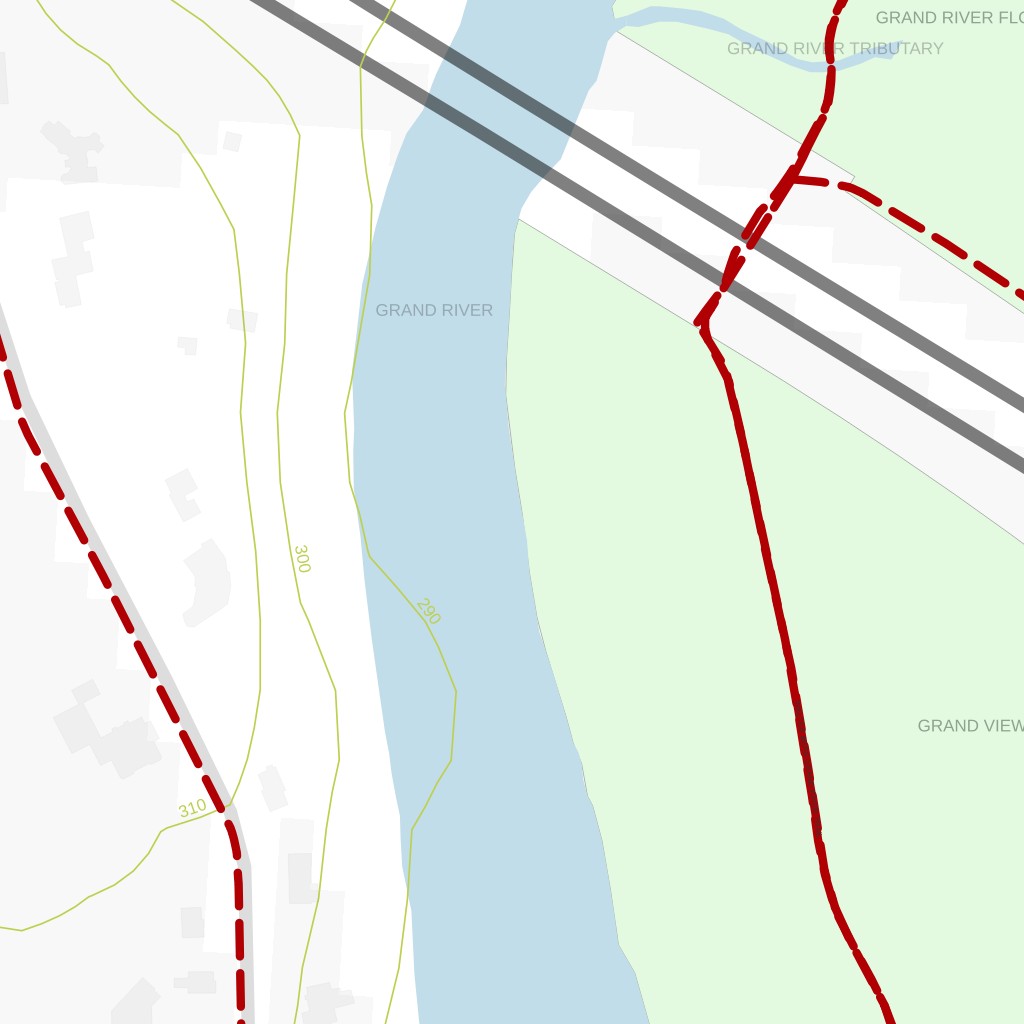 GRAND RIVER FLO
GRAND RIVER TRIBUTARY
GRAND RIVER
300
290
GRAND VIEW
310